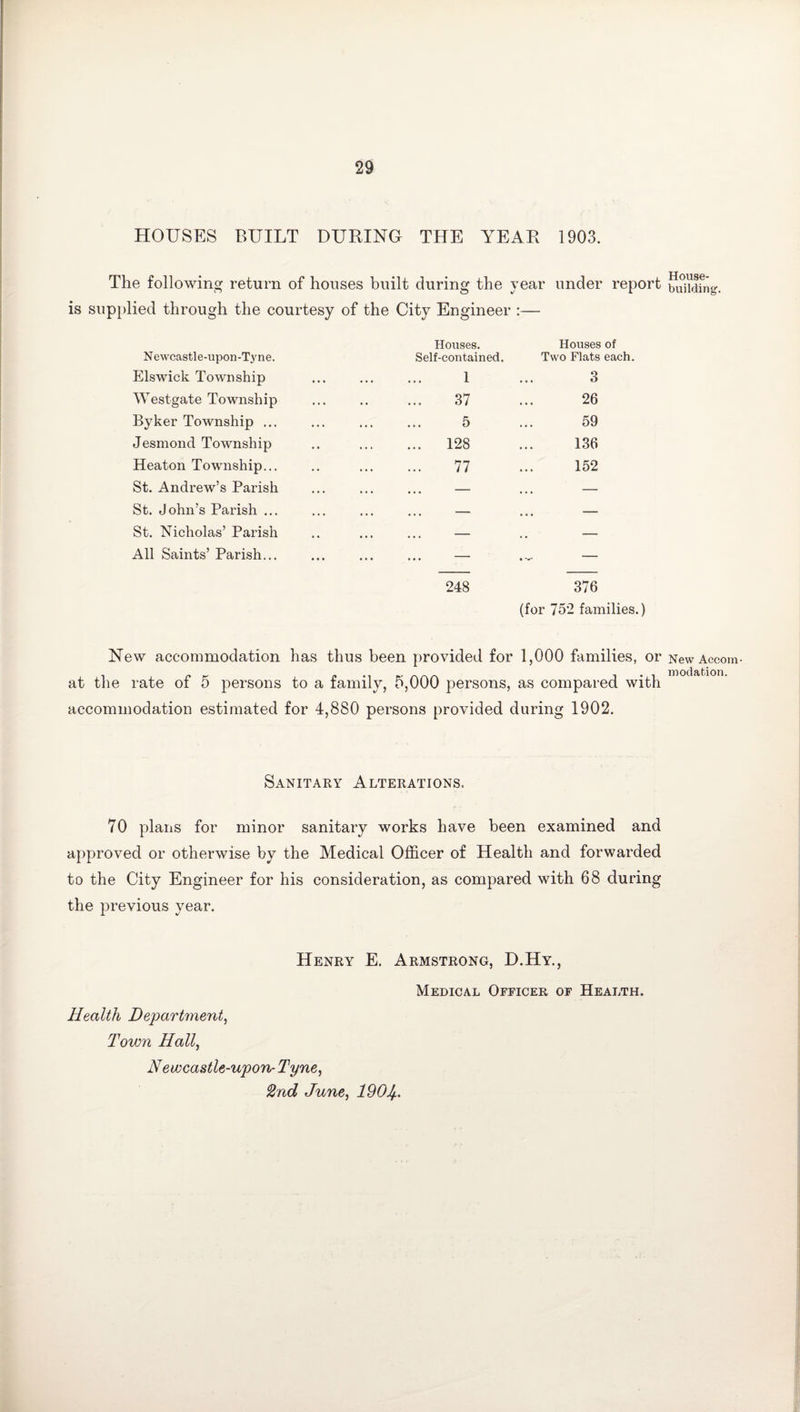 29
HOUSES BUILT DURING THE YEAR 1903.
The following return of houses built during the year under report House-building.
is supplied through the courtesy of the City Engineer :—
Newcastle-upon-Tyne. Houses. Self-contained. Houses of Two Flats each.
Elswick Township ... ... ... 1 ... 3
Westgate Township ... .. ... 37 ... 26
Byker Township ... ... ... ... 5 ... 59
Jesmond Township .. ... ... 128 ... 136
Heaton Township... .. ... ... 77 ... 152
St. Andrew's Parish ... ... ... — ... —
St. John's Parish ... ... ... ... — ... —
St. Nicholas' Parish .. ... ... — .. —
All Saints' Parish... ... ... ... — ... —
248 376
(for 752 families.)
New accommodation has thus been provided for 1,000 families, or New Accom-
at the rate of 5 persons to a family, 5,000 persons, as compared with modation.
accommodation estimated for 4,880 persons provided during 1902.
SANITARY ALTERATIONS.
70 plans for minor sanitary works have been examined and
approved or otherwise by the Medical Officer of Health and forwarded
to the City Engineer for his consideration, as compared with 68 during
the previous year.
HENRY E. ARMSTRONG, D.HY.,
MEDICAL OFFICER OF HEALTH.
Health Department,
Town Hall,
Newcastle-upon-Tyne,
2nd June, 1904.